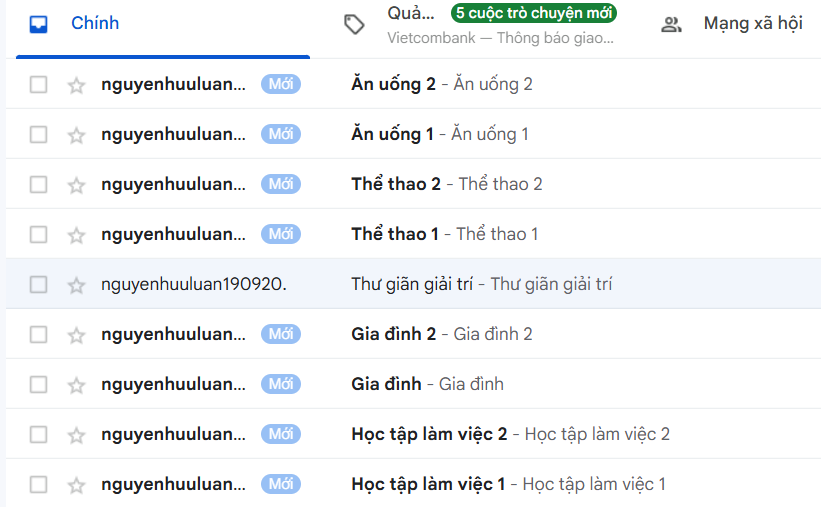 Chính
Quả... 5 cuộc trò chuyện mới
Vietcombank — Thông báo giao...
Mạng xã hội
nguyenhuuluan... Mới Ăn uống 2 - Ăn uống 2
nguyenhuuluan... Mới Ăn uống 1 - Ăn uống 1
nguyenhuuluan... Mới Thể thao 2 - Thể thao 2
nguyenhuuluan... Mới Thể thao 1 - Thể thao 1
nguyenhuuluan190920. Thư giãn giải trí - Thư giãn giải trí
nguyenhuuluan... Mới Gia đình 2 - Gia đình 2
nguyenhuuluan... Mới Gia đình - Gia đình
nguyenhuuluan... Mới Học tập làm việc 2 - Học tập làm việc 2
nguyenhuuluan... Mới Học tập làm việc 1 - Học tập làm việc 1